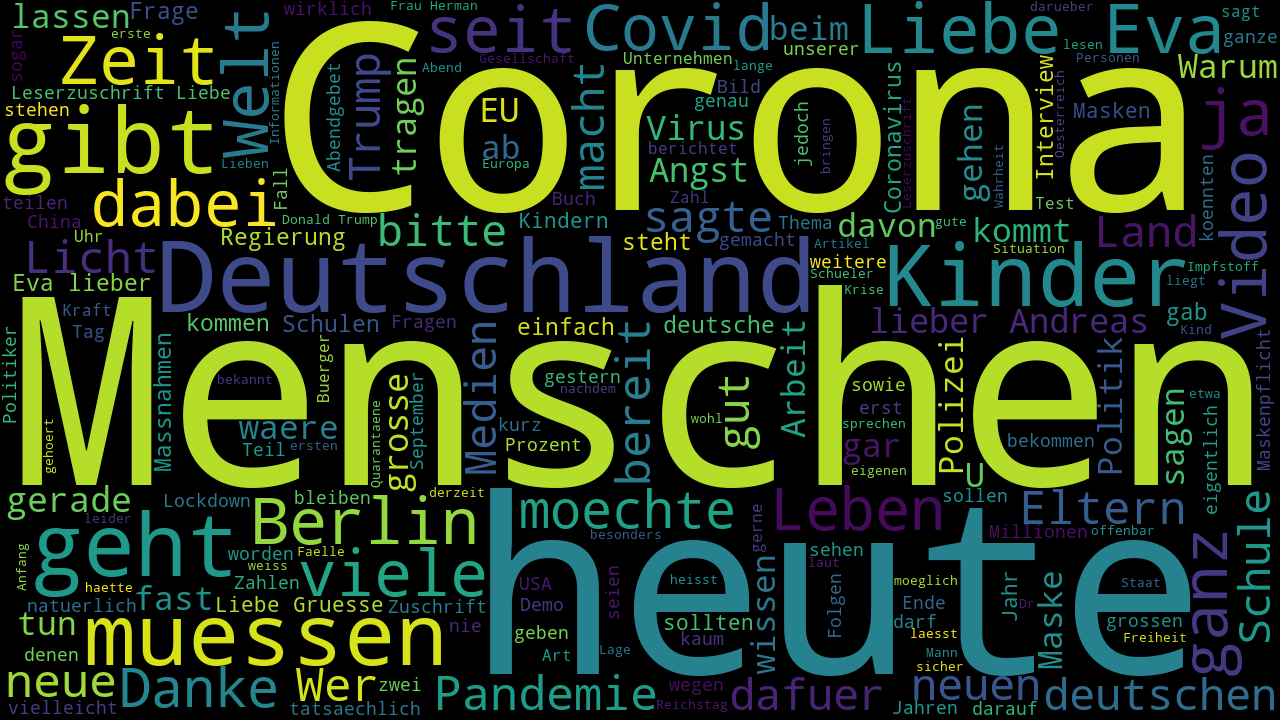 lassen
Frage
wirklich
Frau Herman
seit
Covid
beim
Liebe
darueber
Eva
sagt
sogar
erste
Zeit
Welt
Informationen
Abend
Gesellschaft
Unternehmen
unserer
lange
lesen
Personen
ganze
Warum
Leserzuschrift Liebe
stehen
gibt
Corona
Abendgebet
Trump
tragen
EU
ab
Europa
macht
Bild
genau
Virus
berichtet
Angst
jedoch
bringen
Coronavirus
Leserzuschrift
gehen
Wahrheit
Interview
Oesterreich
Masken
ja
Lieben
teilen
China
Uhr
dabei
Fall
Donald Trump
Regierung
bitte
Buch
Kindern
Zahl
sagte
Thema
davon
gute
kommt
Test
Land
koennten
Video
Licht
Eva lieber
Deutschland
steht
gemacht
Artikel
weitere
Schueler
Krise
Kinder
Situation
Impfstoff
liegt
Kraft
Tag
kommen
Schulen
Fragen
einfach
deutsche
lieber Andreas
gab
Kind
Politiker
Menschen
Massnahmen
bekannt
Buerger
Medien
gestern
nachdem
bereit
Arbeit
sowie
erst
sprechen
Polizei
Politik
etwa
Maskenpflicht
gehoert
waere
Teil
ersten
Quarantaene
grosse
September
kurz
Prozent
wohl
gut
gar
eigenen
U
bekommen
sagen
eigentlich
gerade
Lockdown
bleiben
derzeit
leider
Berlin
moechte
besonders
gerne
Leben
sollen
Eltern
Millionen
offenbar
Schule
Anfang
geht
worden
weiss
Faelle
Zahlen
viele
haette
natuerlich
fast
Liebe Gruesse
Zuschrift
USA
Demo
seien
heisst
sehen
laut
heute
moeglich
Jahr
Dr
Staat
ganz
tun
denen
muessen
nie
geben
Art
Lage
sollten
kaum
wissen
Folgen
Ende
darf
laesst
Mann
sicher
Maske
grossen
Freiheit
neue
vielleicht
Danke
Wer
zwei
tatsaechlich
Pandemie
wegen
Reichstag
dafuer
neuen
Jahren
darauf
deutschen